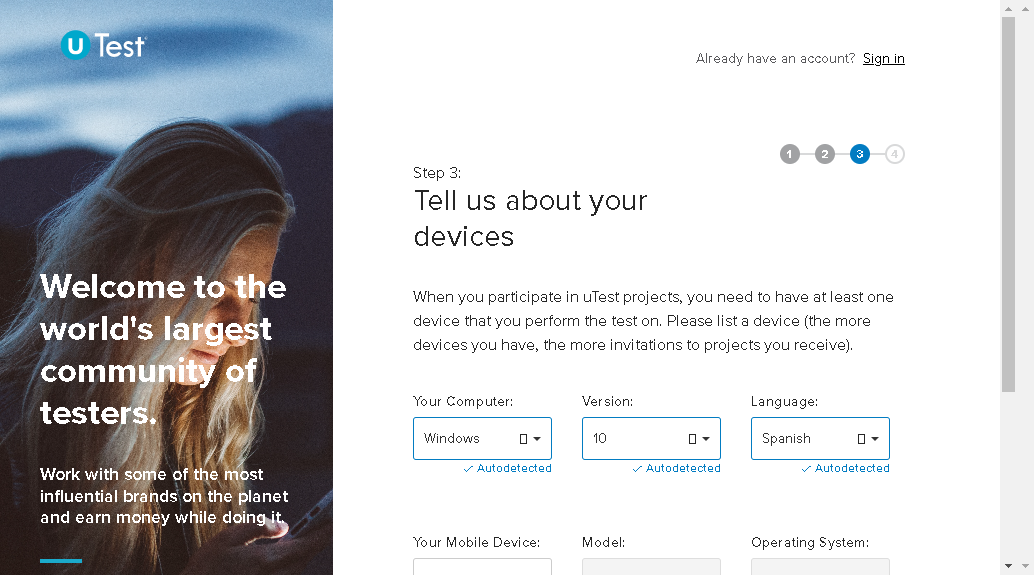 U Test
Already have an account? Sign in
1 2 3 4
Step 3:
Tell us about your
devices
Welcome to the
world's largest
community of
testers.
Work with some of the most
influential brands on the planet
and earn money while doing it.
When you participate in uTest projects, you need to have at least one
device that you perform the test on. Please list a device (the more
devices you have, the more invitations to projects you receive).
Your Computer: Version: Language:
Windows 10 Spanish
Autodetected Autodetected Autodetected
Your Mobile Device: Model: Operating System: